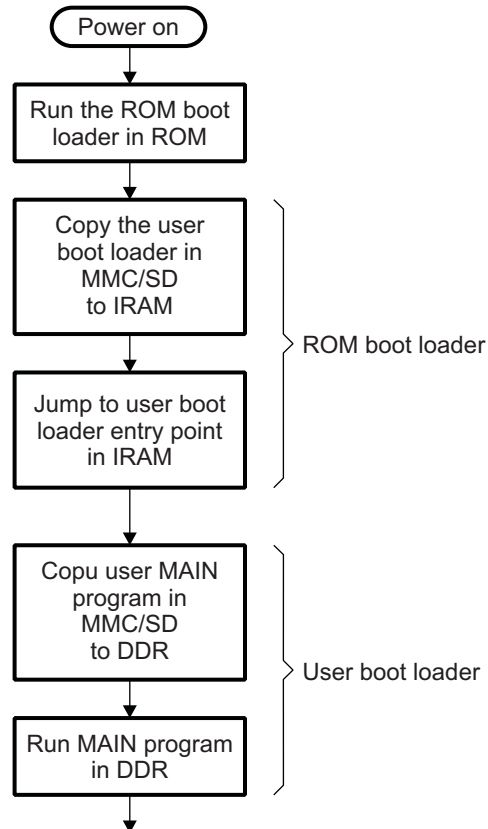 Power on
Run the ROM boot
loader in ROM
Copy the user
boot loader in
MMC/SD
to IRAM
ROM boot loader
Jump to user boot
loader entry point
in IRAM
Copu user MAIN
program in
MMC/SD
to DDR
User boot loader
Run MAIN program
in DDR